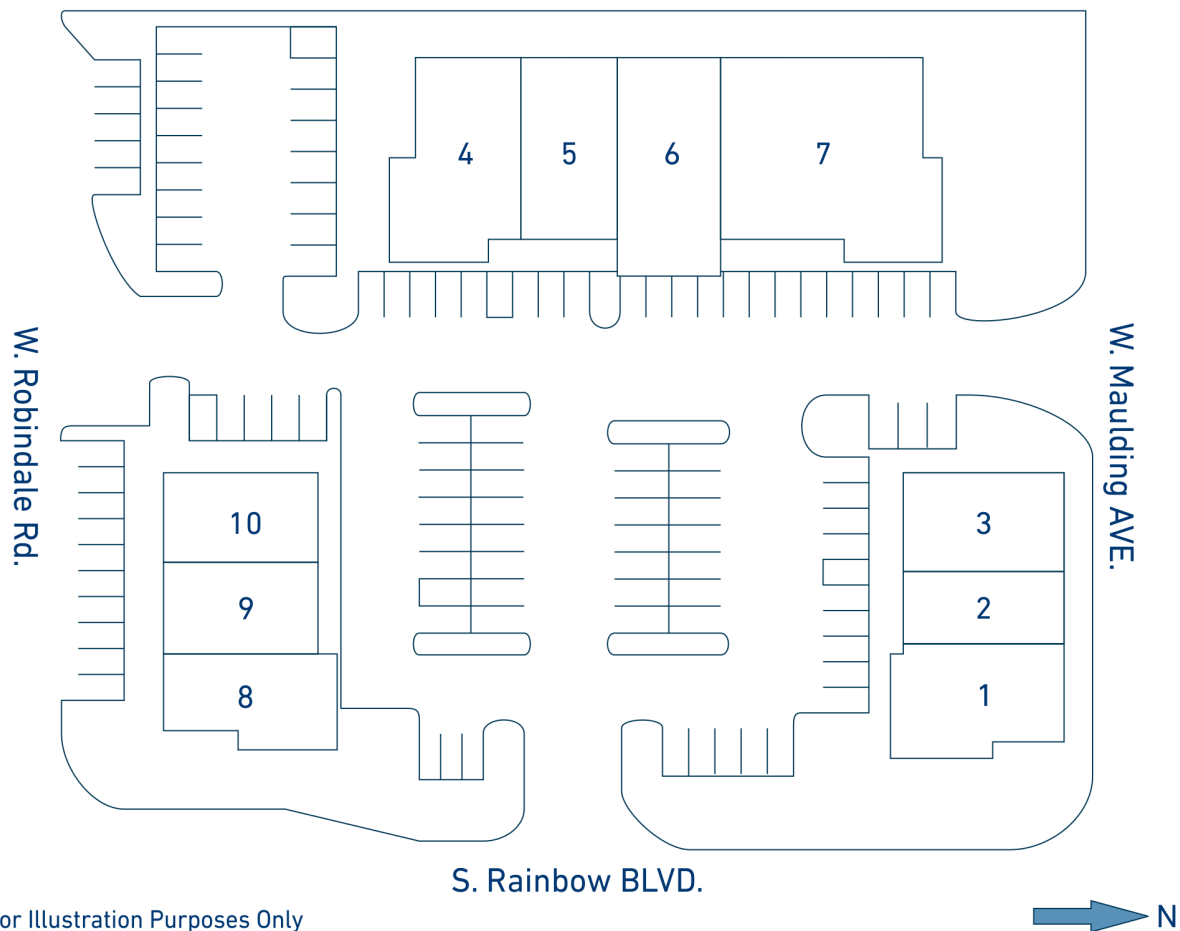 4
5
6
7
W. Robindale Rd.
W. Maulding AVE.
10
3
9
2
8
1
S. Rainbow BLVD.
or Illustration Purposes Only
N